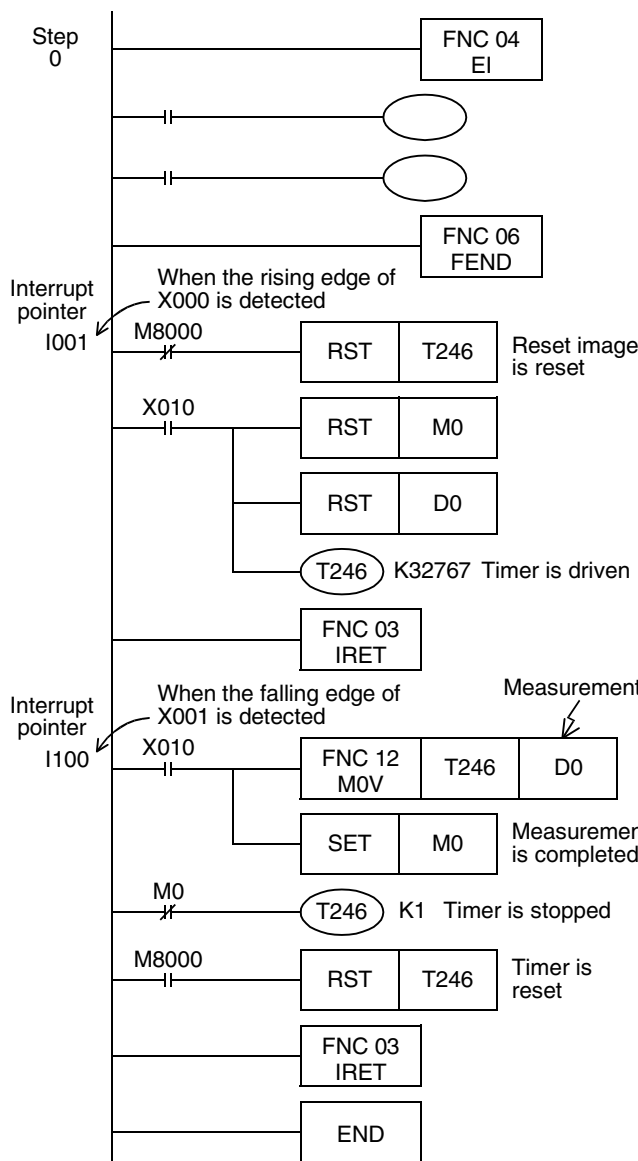 Step
0
FNC 04
EI
FNC 06
FEND
Interrupt
pointer
I001
When the rising edge of
X000 is detected
M8000
RST T246
Reset image
is reset
X010
RST M0
RST D0
T246 K32767 Timer is driven
FNC 03
IRET
Interrupt
pointer
I100
When the falling edge of
X001 is detected
Measurement
X010
FNC 12
M0V T246 D0
SET M0
Measuremen
is completed
M0
T246 K1 Timer is stopped
M8000
RST T246
Timer is
reset
FNC 03
IRET
END